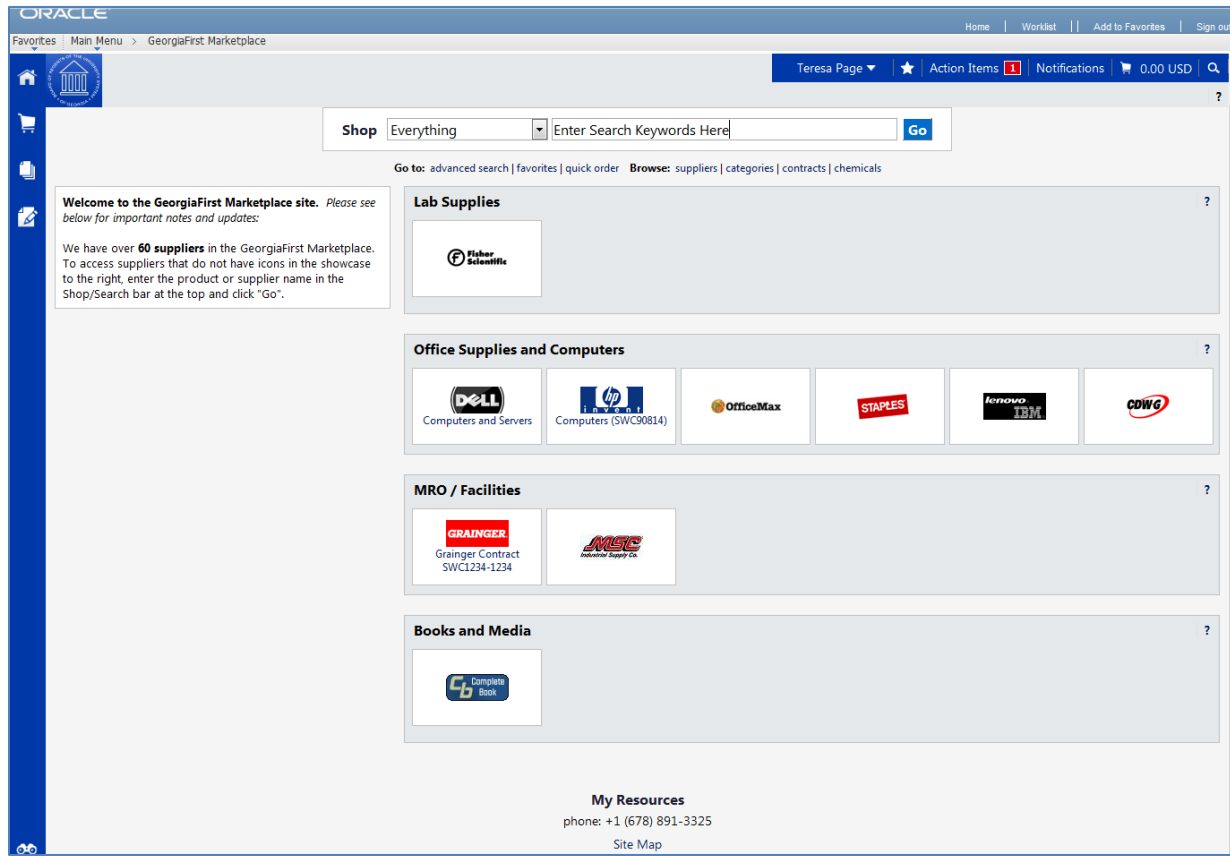 ORACLE
Home | Worklist | | Add to Favorites | Sign out
Favorites Main Menu > GeorgiaFirst Marketplace
Teresa Page Action Items 1 Notifications 0.00 USD
?
Shop Everything Enter Search Keywords Here Go
Go to: advanced search | favorites | quick order Browse: suppliers | categories | contracts | chemicals
Welcome to the GeorgiaFirst Marketplace site. Please see
below for important notes and updates:
We have over 60 suppliers in the GeorgiaFirst Marketplace.
To access suppliers that do not have icons in the showcase
to the right, enter the product or supplier name in the
Shop/Search bar at the top and click "Go".
Lab Supplies ?
Fisher
Scientific
Office Supplies and Computers ?
DELL
Computers and Servers
hp
invent
Computers (SWC90814)
OfficeMax
STAPLES
lenovo
IBM
CDWG
MRO / Facilities ?
GRAINGER
Grainger Contract
SWC1234-1234
MSC
Industrial Supply Co.
Books and Media ?
Cb Complete
Book
My Resources
phone: +1 (678) 891-3325
Site Map